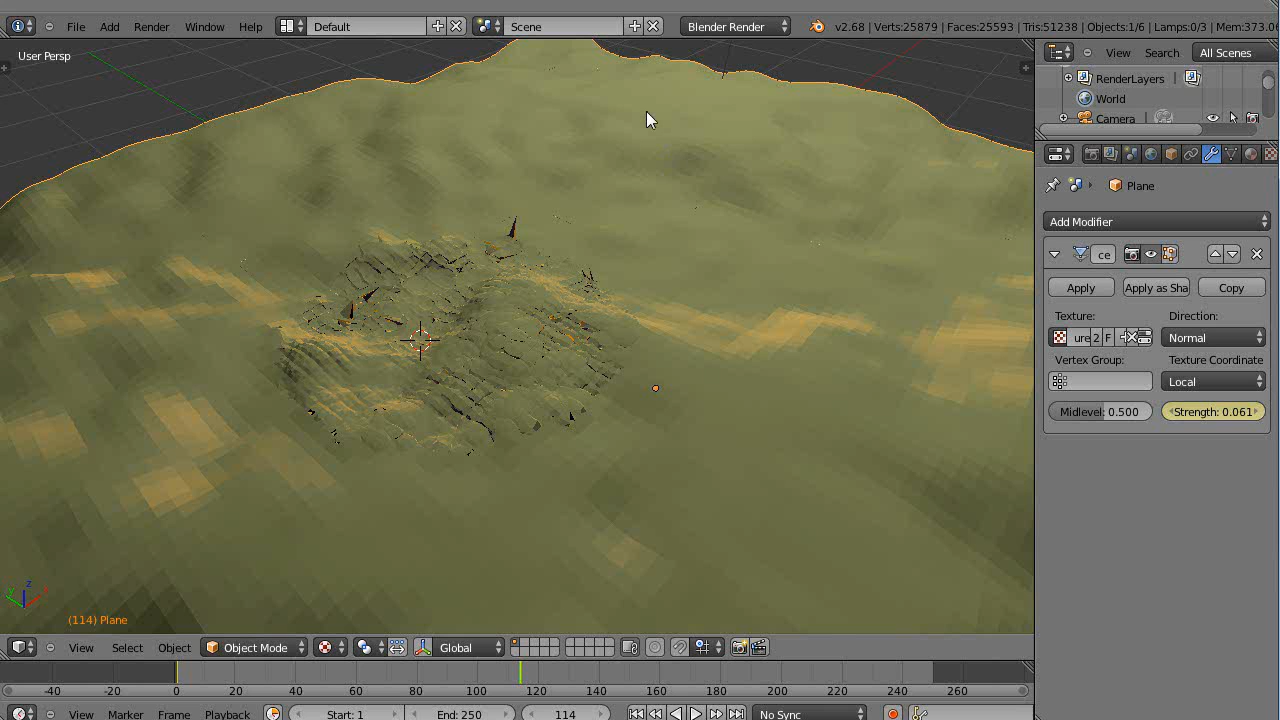 File Add Render Window Help Default Scene Blender Render v2.68 | Verts:25879 | Faces:25593 | Tris:51238 | Objects:1/6 | Lamps:0/3 | Mem:373.0
User Persp
View Search All Scenes
RenderLayers
World
Camera
Plane
Add Modifier
ce
Apply Apply as Sha Copy
Texture: Direction:
ure 2 F Normal
Vertex Group: Texture Coordinate
Local
Midlevel: 0.500 Strength: 0.061
z
y
(114) Plane
View Select Object Object Mode Global
-40 -20 0 20 40 60 80 100 120 140 160 180 200 220 240 260
View Marker Frame Playback Start: 1 End: 250 114 No Sync